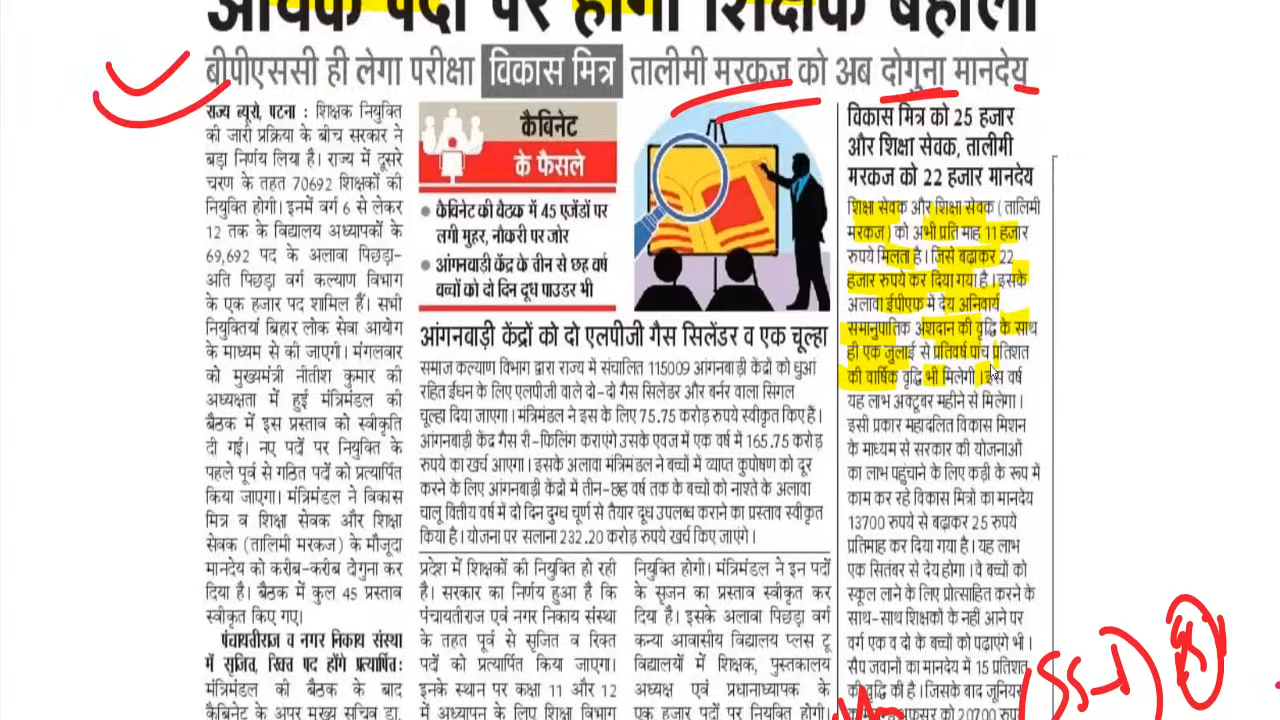 अधिक पदों पर होगी शिक्षक बहाली
बीपीएससी ही लेगा परीक्षा विकास मित्र तालीमी मरकज को अब दोगुना मानदेय
राज्य ब्यूरो, पटना : शिक्षक नियुक्ति
की जारी प्रक्रिया के बीच सरकार ने
बड़ा निर्णय लिया है। राज्य में दूसरे
चरण के तहत 70692 शिक्षकों की
नियुक्ति होगी। इनमें वर्ग 6 से लेकर
12 तक के विद्यालय अध्यापकों के
69,692 पद के अलावा पिछड़ा-
अति पिछड़ा वर्ग कल्याण विभाग
के एक हजार पद शामिल हैं। सभी
नियुक्तियां बिहार लोक सेवा आयोग
के माध्यम से की जाएगी। मंगलवार
को मुख्यमंत्री नीतीश कुमार की
अध्यक्षता में हुई मंत्रिमंडल की
बैठक में इस प्रस्ताव को स्वीकृति
दी गई। नए पदों पर नियुक्ति के
पहले पूर्व से गठित पदों को प्रत्यार्पित
किया जाएगा। मंत्रिमंडल ने विकास
मित्र व शिक्षा सेवक और शिक्षा
सेवक (तालिमी मरकज) के मौजूदा
मानदेय को करीब-करीब दोगुना कर
दिया है। बैठक में कुल 45 प्रस्ताव
स्वीकृत किए गए।
पंचायतीराज व नगर निकाय संस्था
में सृजित, रिक्त पद होंगे प्रत्यार्पित:
मंत्रिमंडल की बैठक के बाद
कैबिनेट के अपर मुख्य सचिव डा.
कैबिनेट
के फैसले
● कैबिनेट की बैठक में 45 एजेंडों पर
लगी मुहर, नौकरी पर जोर
● आंगनवाड़ी केंद्र के तीन से छह वर्ष
बच्चों को दो दिन दूध पाउडर भी
आंगनवाड़ी केंद्रों को दो एलपीजी गैस सिलेंडर व एक चूल्हा
समाज कल्याण विभाग द्वारा राज्य में संचालित 115009 आंगनबाड़ी केंद्रों को धुआं
रहित ईंधन के लिए एलपीजी वाले दो-दो गैस सिलेंडर और बर्नर वाला सिंगल
चूल्हा दिया जाएगा। मंत्रिमंडल ने इस के लिए 75.75 करोड़ रुपये स्वीकृत किए हैं।
आंगनबाड़ी केंद्र गैस री-फिलिंग कराएंगे उसके एवज में एक वर्ष में 165.75 करोड़
रुपये का खर्च आएगा। इसके अलावा मंत्रिमंडल ने बच्चों में व्याप्त कुपोषण को दूर
करने के लिए आंगनबाड़ी केंद्रों में तीन-छह वर्ष तक के बच्चों को नाश्ते के अलावा
चालू वित्तीय वर्ष में दो दिन दुग्ध चूर्ण से तैयार दूध उपलब्ध कराने का प्रस्ताव स्वीकृत
किया है। योजना पर सलाना 232.20 करोड़ रुपये खर्च किए जाएंगे।
प्रदेश में शिक्षकों की नियुक्ति हो रही
है। सरकार का निर्णय हुआ है कि
पंचायतीराज एवं नगर निकाय संस्था
के तहत पूर्व से सृजित व रिक्त
पदों को प्रत्यार्पित किया जाएगा।
इनके स्थान पर कक्षा 11 और 12
में अध्यापन के लिए शिक्षा विभाग
नियुक्ति होगी। मंत्रिमंडल ने इन पदों
के सृजन का प्रस्ताव स्वीकृत कर
दिया है। इसके अलावा पिछड़ा वर्ग
कन्या आवासीय विद्यालय प्लस टू
विद्यालयों में शिक्षक, पुस्तकालय
अध्यक्ष एवं प्रधानाध्यापक के
एक हजार पदों पर नियुक्ति होगी।
विकास मित्र को 25 हजार
और शिक्षा सेवक, तालीमी
मरकज को 22 हजार मानदेय
शिक्षा सेवक और शिक्षा सेवक (तालिमी
मरकज) को अभी प्रति माह 11 हजार
रुपये मिलता है। जिसे बढ़ाकर 22
हजार रुपये कर दिया गया है। इसके
अलावा ईपीएफ में देय अनिवार्य
समानुपातिक अंशदान की वृद्धि के साथ
ही एक जुलाई से प्रतिवर्ष पांच प्रतिशत
की वार्षिक वृद्धि भी मिलेगी। इस वर्ष
यह लाभ अक्टूबर महीने से मिलेगा।
इसी प्रकार महादलित विकास मिशन
के माध्यम से सरकार की योजनाओं
का लाभ पहुंचाने के लिए कड़ी के रूप में
काम कर रहे विकास मित्रों का मानदेय
13700 रुपये से बढ़ाकर 25 रुपये
प्रतिमाह कर दिया गया है। यह लाभ
एक सितंबर से देय होगा। वे बच्चों को
स्कूल लाने के लिए प्रोत्साहित करने के
साथ-साथ शिक्षकों के नहीं आने पर
वर्ग एक व दो के बच्चों को पढ़ाएंगे भी।
सैप जवानों का मानदेय में 15 प्रतिशत
की वृद्धि की है। जिसके बाद जूनियर
अफसर को 20700 रुपये